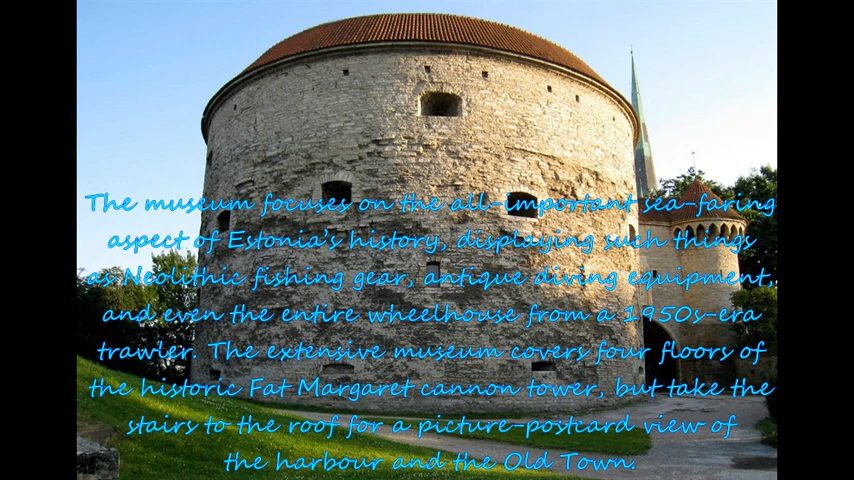 The museum focuses on the all-important sea-faring
aspect of Estonia's history, displaying such things
as Neolithic fishing gear, antique diving equipment,
and even the entire wheelhouse from a 1950s-era
trawler. The extensive museum covers four floors of
the historic Fat Margaret cannon tower, but take the
stairs to the roof for a picture-postcard view of
the harbour and the Old Town.